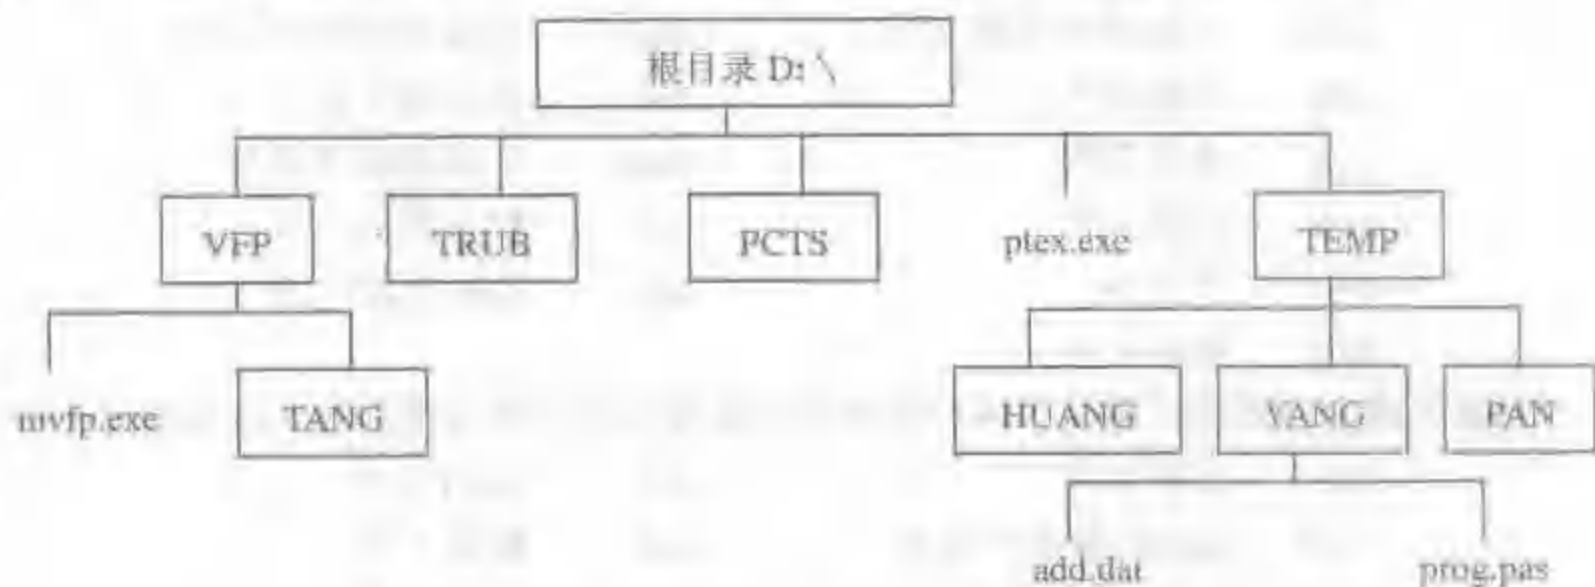 根目录 D:\
VFP
TRUB
PCTS
ptex.exe
TEMP
mvfp.exe
TANG
HUANG
YANG
PAN
add.dat
prog.pas